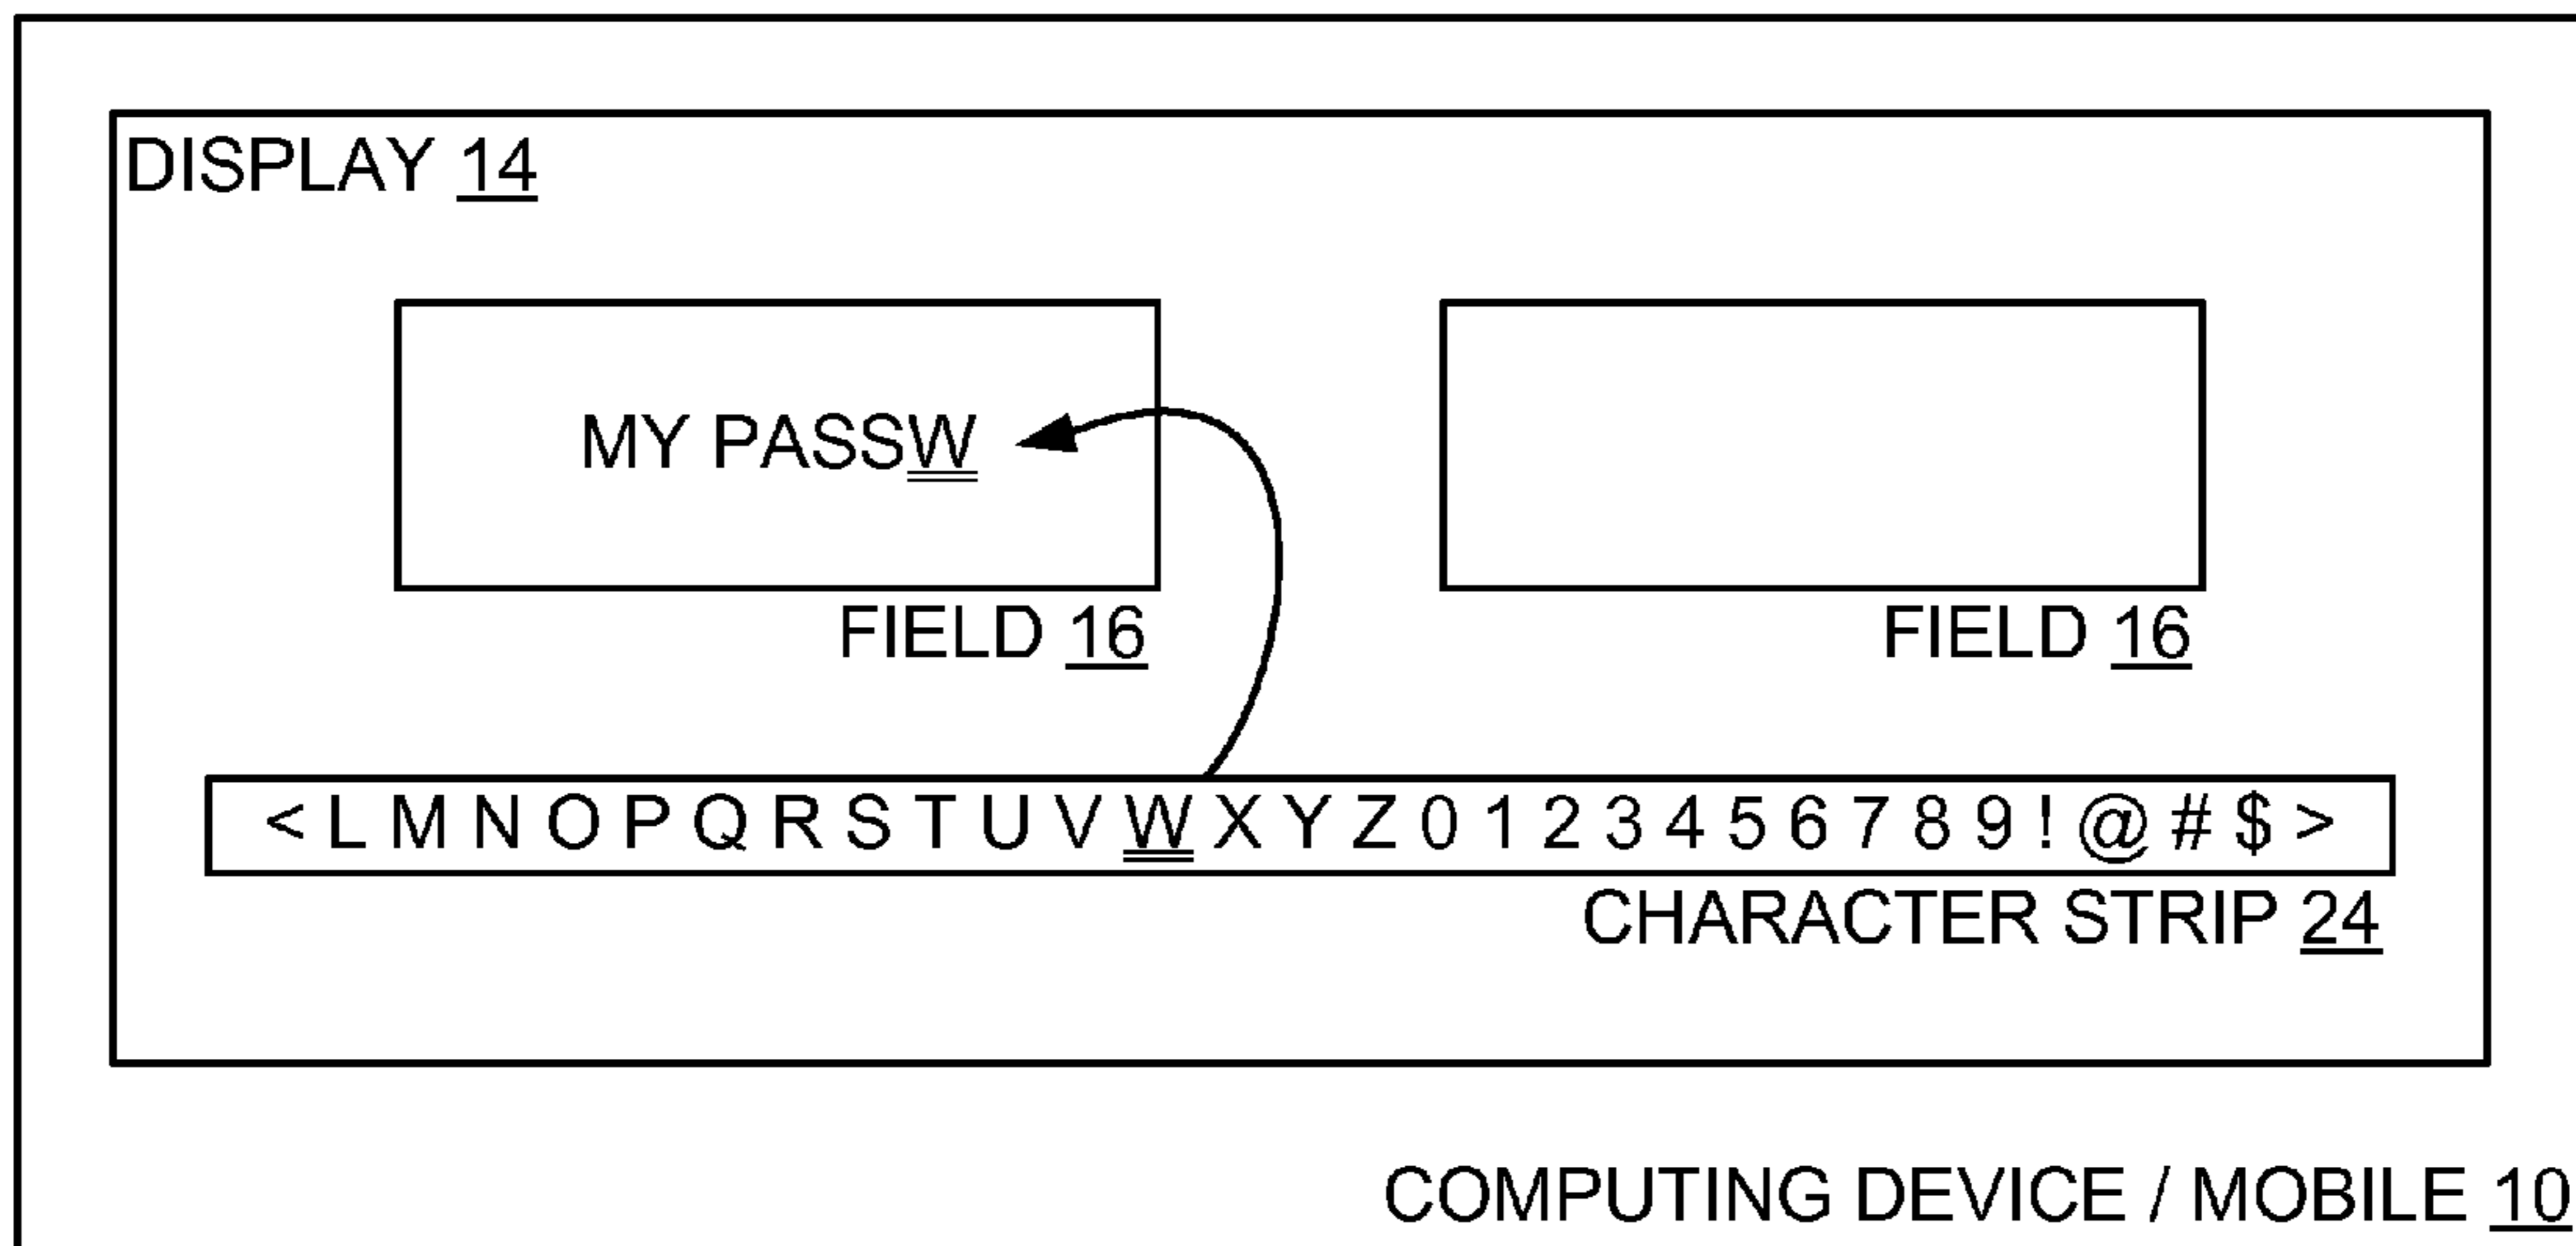 DISPLAY 14
MY PASSW
FIELD 16
FIELD 16
< L M N O P Q R S T U V W X Y Z 0 1 2 3 4 5 6 7 8 9 ! @ # $ >
CHARACTER STRIP 24
COMPUTING DEVICE / MOBILE 10